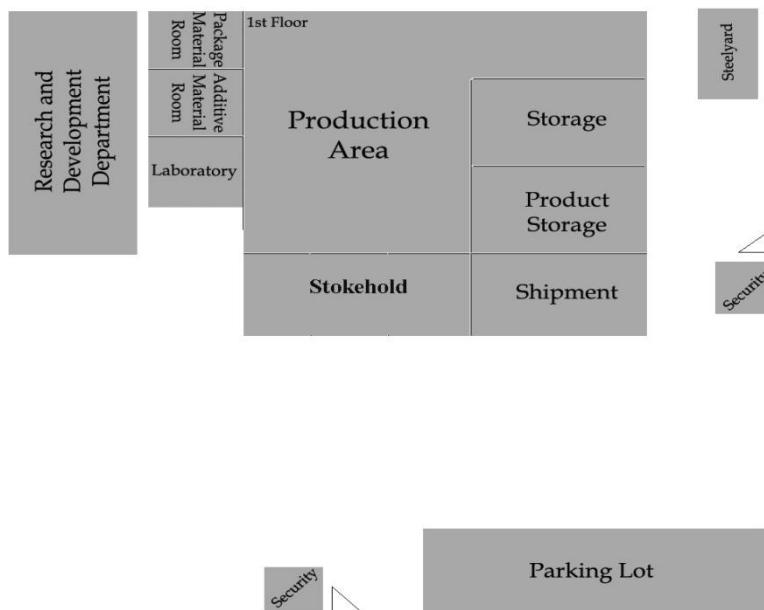 Research and
Development
Department
Package
Material
Room
Additive
Material
Room
Laboratory
1st Floor
Production
Area
Storage
Product
Storage
Stokehold
Shipment
Steelyard
Security
Security
Parking Lot